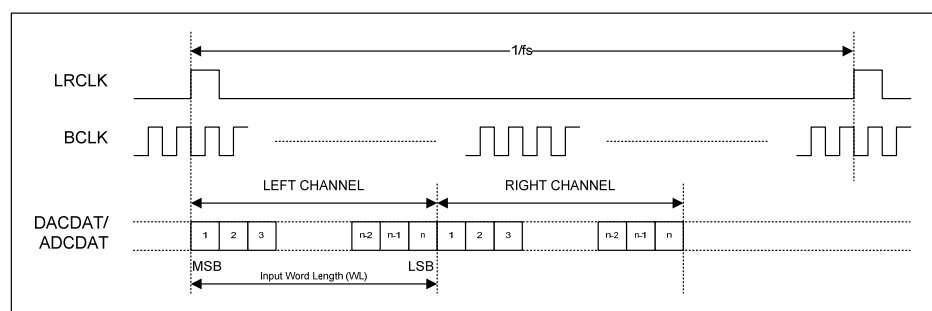 1/fs
LRCLK
BCLK
LEFT CHANNEL
RIGHT CHANNEL
DACDAT/
ADCDAT
1 2 3 n-2 n-1 n 1 2 3 n-2 n-1 n
MSB LSB
Input Word Length (WL)